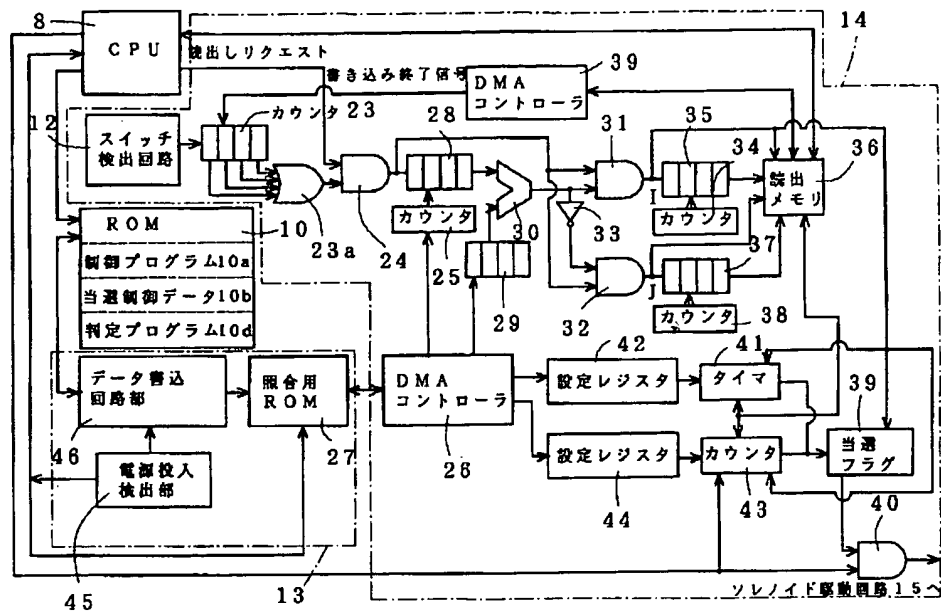 8
CPU
読出しリクエスト
書き込み終了信号
DMA
コントローラ
39
14
12
スイッチ
検出回路
カウンタ 23
28
31
35
34
36
読出
メモリ
I
カウンタ
23a
24
カウンタ
25
30
33
29
32
J
37
カウンタ
38
ROM
10
制御プログラム10a
当選制御データ10b
判定プログラム10d
データ書込
回路部
照合用
ROM
DMA
コントローラ
26
42
設定レジスタ
41
タイマ
39
当選
フラグ
46
27
電源投入
検出部
設定レジスタ
44
カウンタ
43
40
45
13
ソレノイド駆動回路15へ